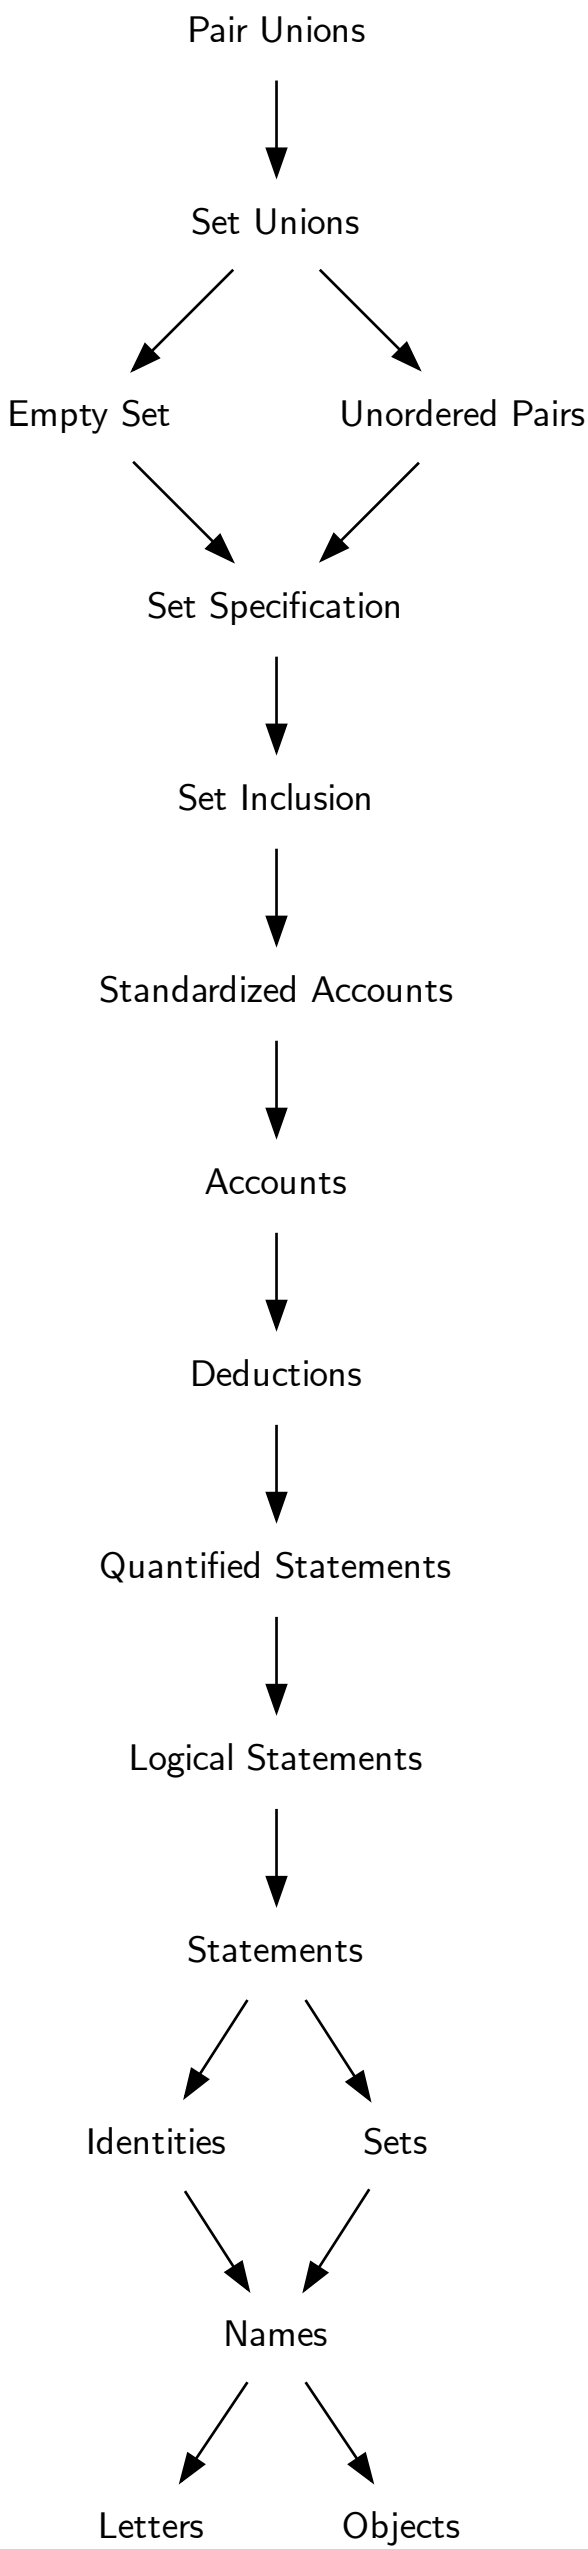 Pair Unions
Set Unions
Empty Set
Unordered Pairs
Set Specification
Set Inclusion
Standardized Accounts
Accounts
Deductions
Quantified Statements
Logical Statements
Statements
Identities
Sets
Names
Letters
Objects